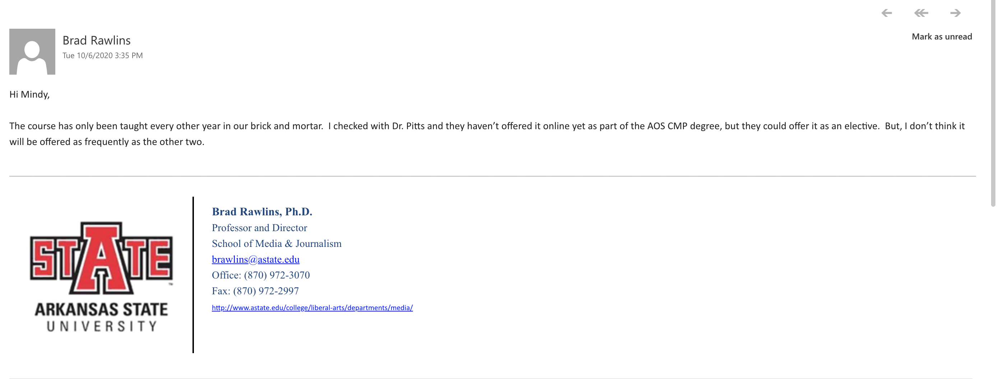 Brad Rawlins
Mark as unread
Tue 10/6/2020 3:35 PM
Hi Mindy,
The course has only been taught every other year in our brick and mortar.  I checked with Dr. Pitts and they haven’t offered it online yet as part of the AOS CMP degree, but they could offer it as an elective.  But, I don’t think it
will be offered as frequently as the other two.
STATE
™
ARKANSAS STATE
UNIVERSITY
Brad Rawlins, Ph.D.
Professor and Director
School of Media & Journalism
brawlins@astate.edu
Office: (870) 972-3070
Fax: (870) 972-2997
http://www.astate.edu/college/liberal-arts/departments/media/